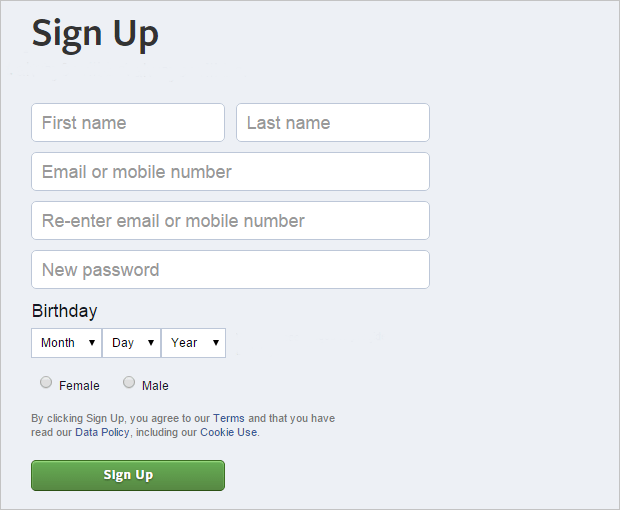 Sign Up
First name Last name
Email or mobile number
Re-enter email or mobile number
New password
Birthday
Month Day Year
Female Male
By clicking Sign Up, you agree to our Terms and that you have
read our Data Policy, including our Cookie Use.
Sign Up